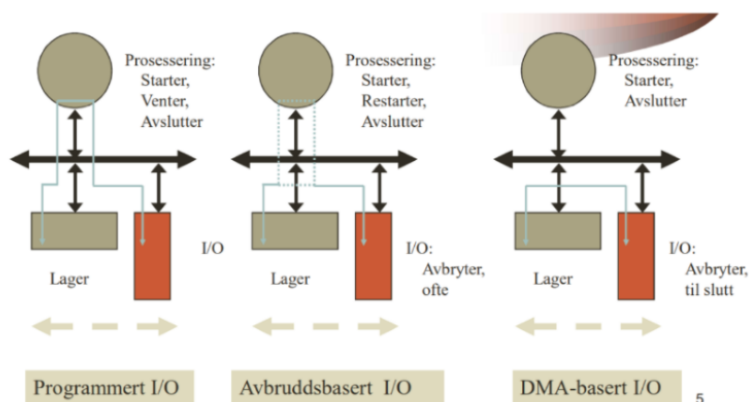 Prosessering:
Starter,
Venter,
Avslutter
I/O
Lager
Programmert I/O
Prosessering:
Starter,
Restarter,
Avslutter
I/O:
Avbryter,
ofte
Lager
Avbruddsbasert I/O
Prosessering:
Starter,
Avslutter
I/O:
Avbryter,
til slutt
Lager
DMA-basert I/O
5